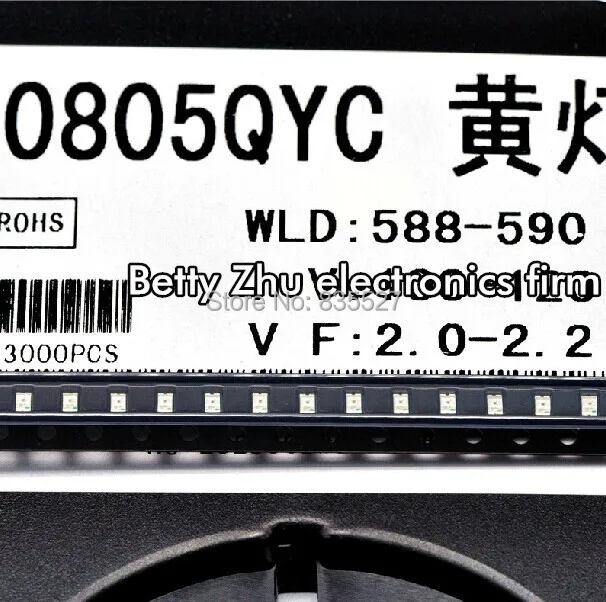 0805QYC 黄灯
ROHS
WLD:588-590
Betty Zhu electronics firm
Store No: 835527
3000PCS
V F:2.0-2.2